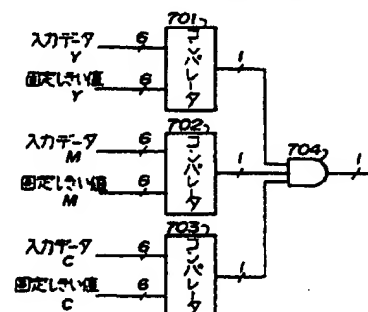 701
入力データ
Y
6
コンパレータ
1
固定しきい値
Y
6
702
入力データ
M
6
コンパレータ
1
704
1
固定しきい値
M
6
703
入力データ
C
6
コンパレータ
1
固定しきい値
C
6